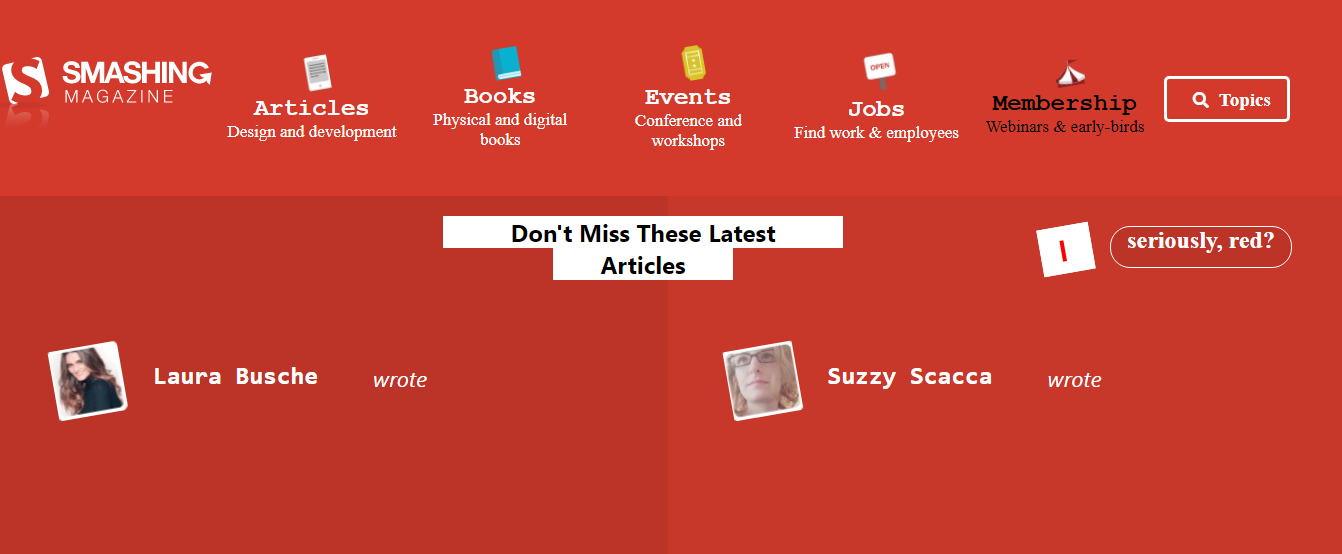 SMASHING
MAGAZINE
Articles
Design and development
Books
Physical and digital
books
Events
Conference and
workshops
OPEN
Jobs
Find work & employees
Membership
Webinars & early-birds
Topics
Don't Miss These Latest
Articles
I
seriously, red?
Laura Busche
wrote
Suzzy Scacca
wrote